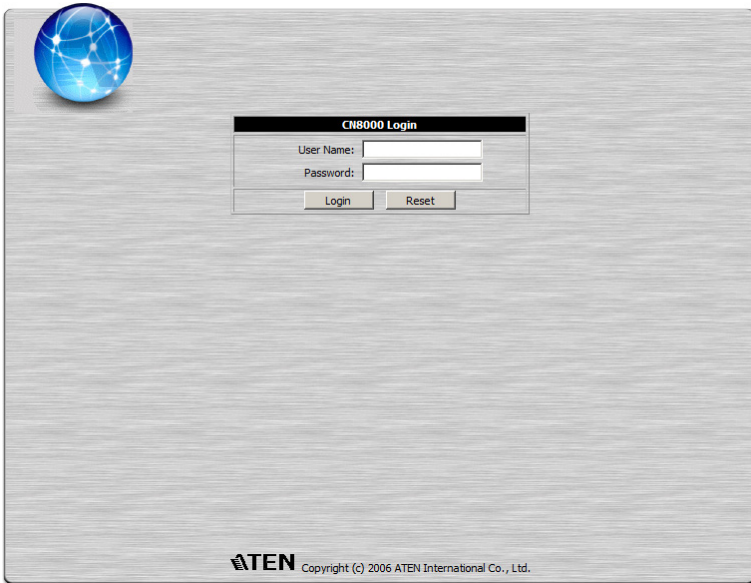 CN8000 Login
User Name:
Password:
Login Reset
ATEN Copyright (c) 2006 ATEN International Co., Ltd.